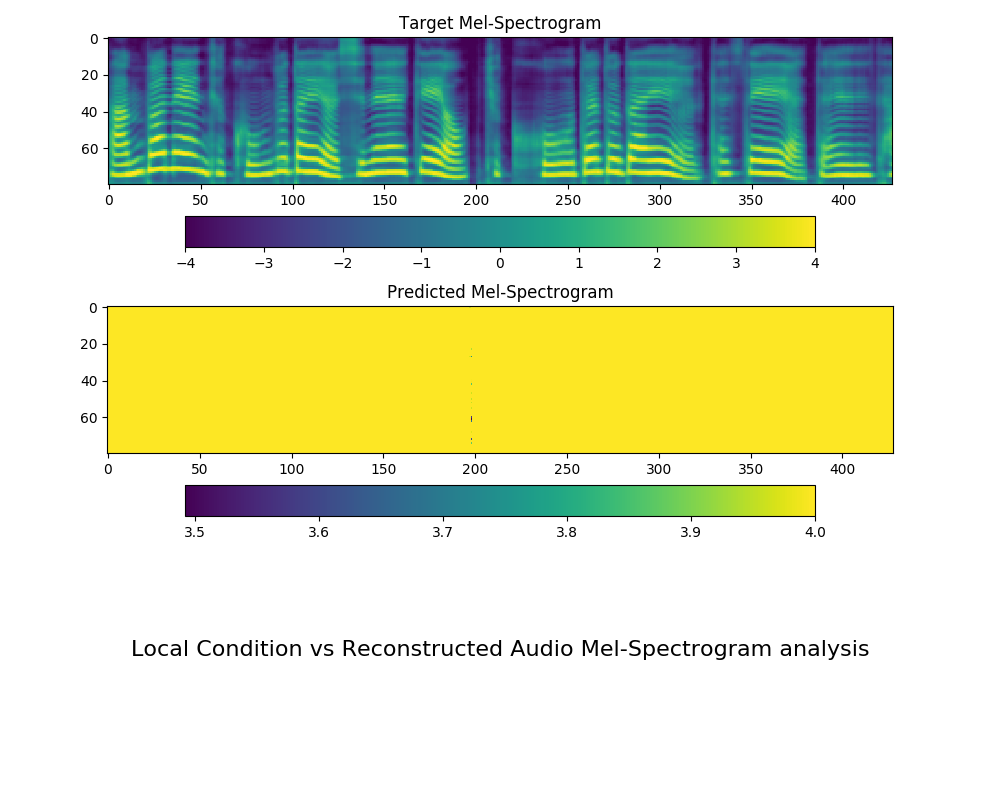 Target Mel-Spectrogram
0
20
40
60
0 50 100 150 200 250 300 350 400
−4 −3 −2 −1 0 1 2 3 4
Predicted Mel-Spectrogram
0
20
40
60
0 50 100 150 200 250 300 350 400
3.5 3.6 3.7 3.8 3.9 4.0
Local Condition vs Reconstructed Audio Mel-Spectrogram analysis